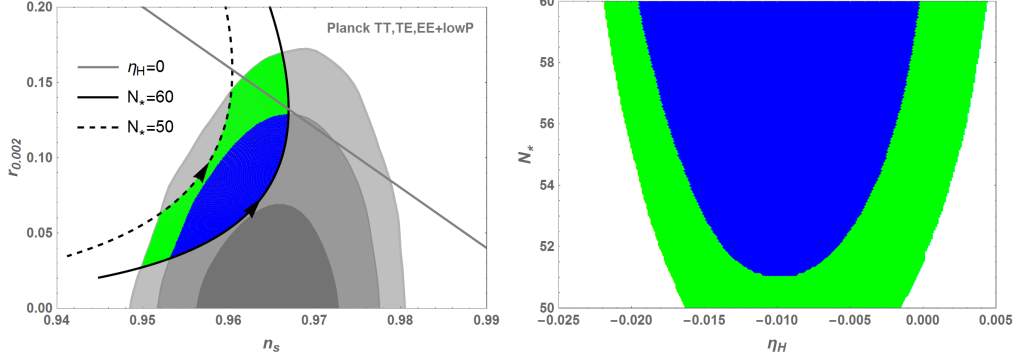 Planck TT,TE,EE+lowP
η_H=0
N_*=60
N_*=50
r_0.002
0.20
0.15
0.10
0.05
0.00
0.94 0.95 0.96 0.97 0.98 0.99
n_s
N_*
60
58
56
54
52
50
−0.025 −0.020 −0.015 −0.010 −0.005 0.000 0.005
η_H